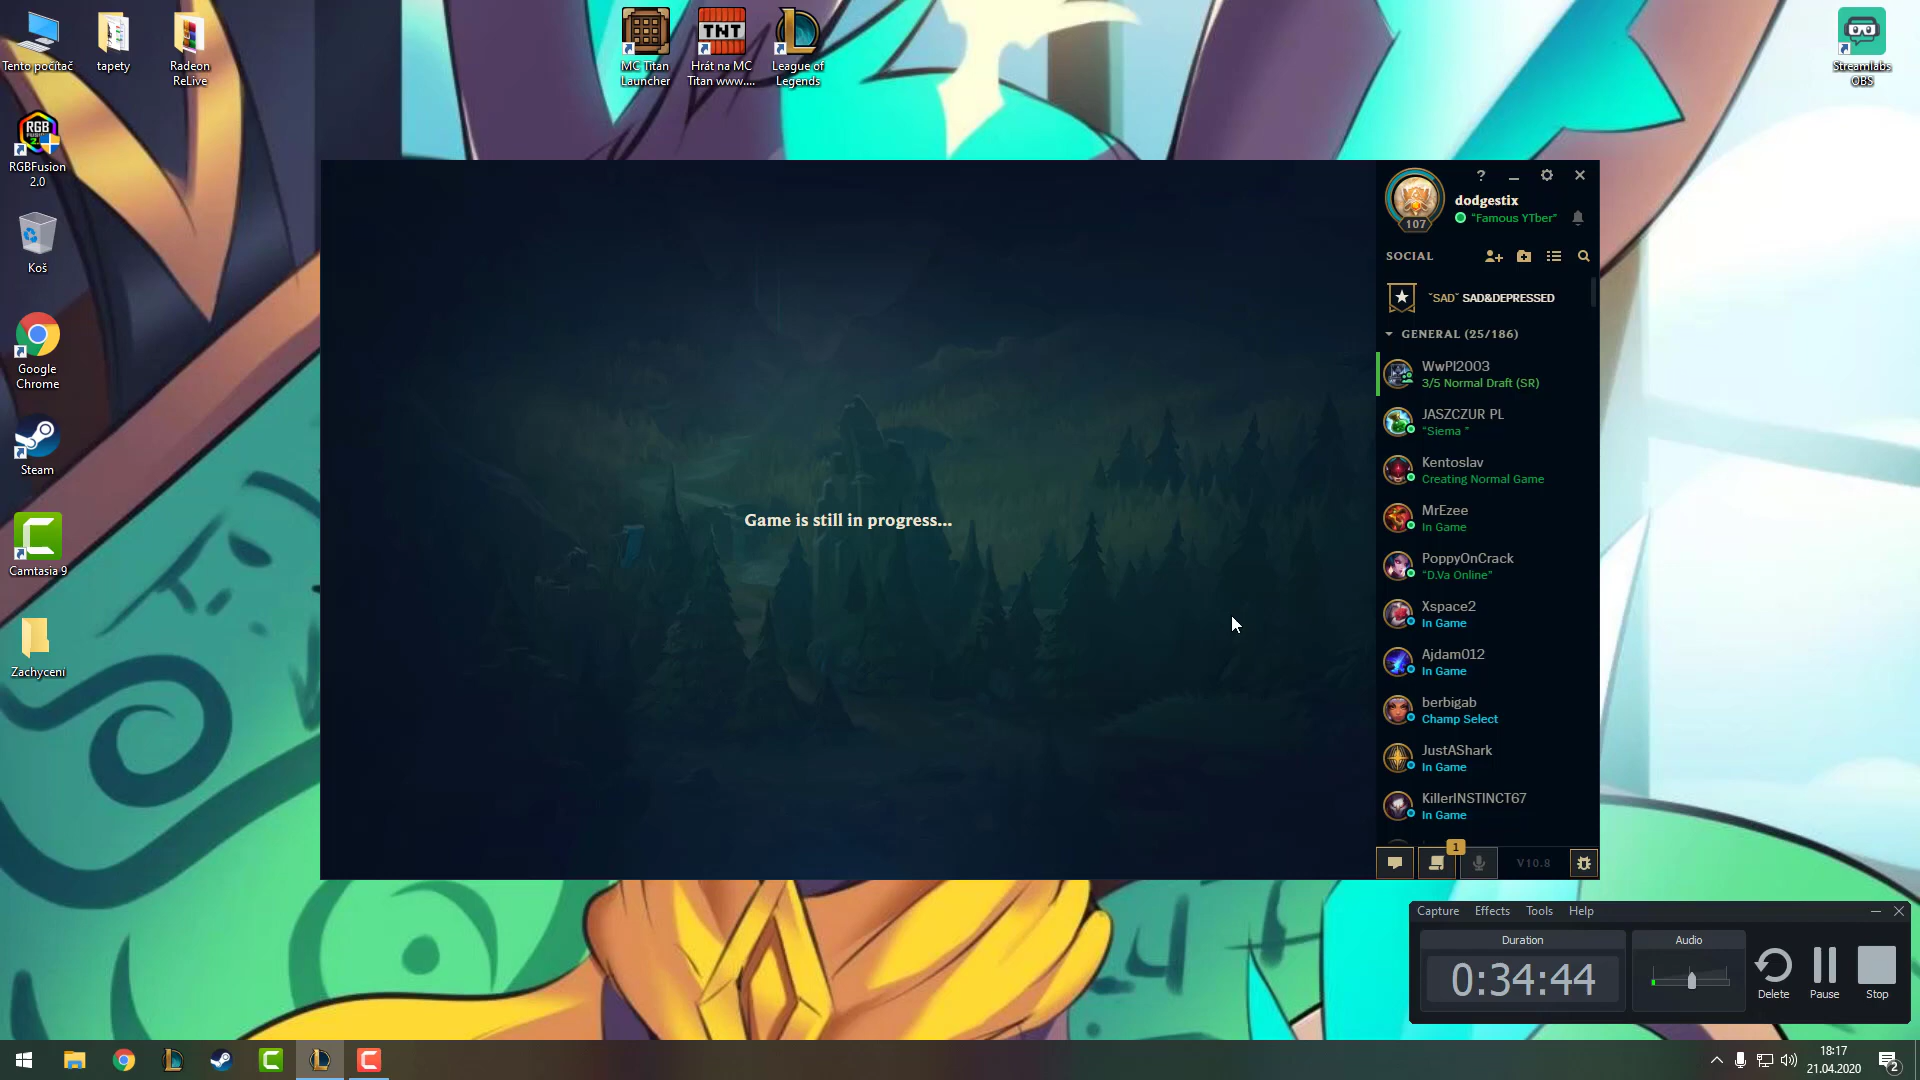 Tento počítač
tapety
Radeon
ReLive
MC Titan
Launcher
TNT
Hrát na MC
Titan www....
League of
Legends
Streamlabs
OBS
RGB
RGBFusion
2.0
Koš
Google
Chrome
Steam
Camtasia 9
Zachycení
Game is still in progress...
107
dodgestix
"Famous YTber"
SOCIAL
˜SAD˜ SAD&DEPRESSED
GENERAL (25/186)
WwPl2003
3/5 Normal Draft (SR)
JASZCZUR PL
"Siema "
Kentoslav
Creating Normal Game
MrEzee
In Game
PoppyOnCrack
"D.Va Online"
Xspace2
In Game
Ajdam012
In Game
berbigab
Champ Select
JustAShark
In Game
KillerINSTINCT67
In Game
1
V10.8
Capture
Effects
Tools
Help
Duration
Audio
0:34:44
Delete
Pause
Stop
18:17
21.04.2020
2